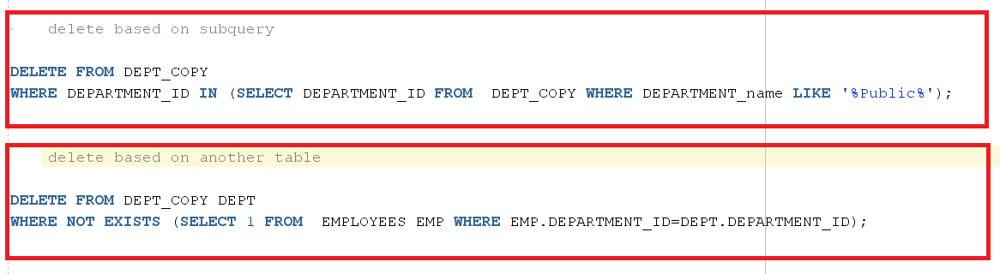 delete based on subquery
DELETE FROM DEPT_COPY
WHERE DEPARTMENT_ID IN (SELECT DEPARTMENT_ID FROM  DEPT_COPY WHERE DEPARTMENT_name LIKE '%Public%');
delete based on another table
DELETE FROM DEPT_COPY DEPT
WHERE NOT EXISTS (SELECT 1 FROM  EMPLOYEES EMP WHERE EMP.DEPARTMENT_ID=DEPT.DEPARTMENT_ID);